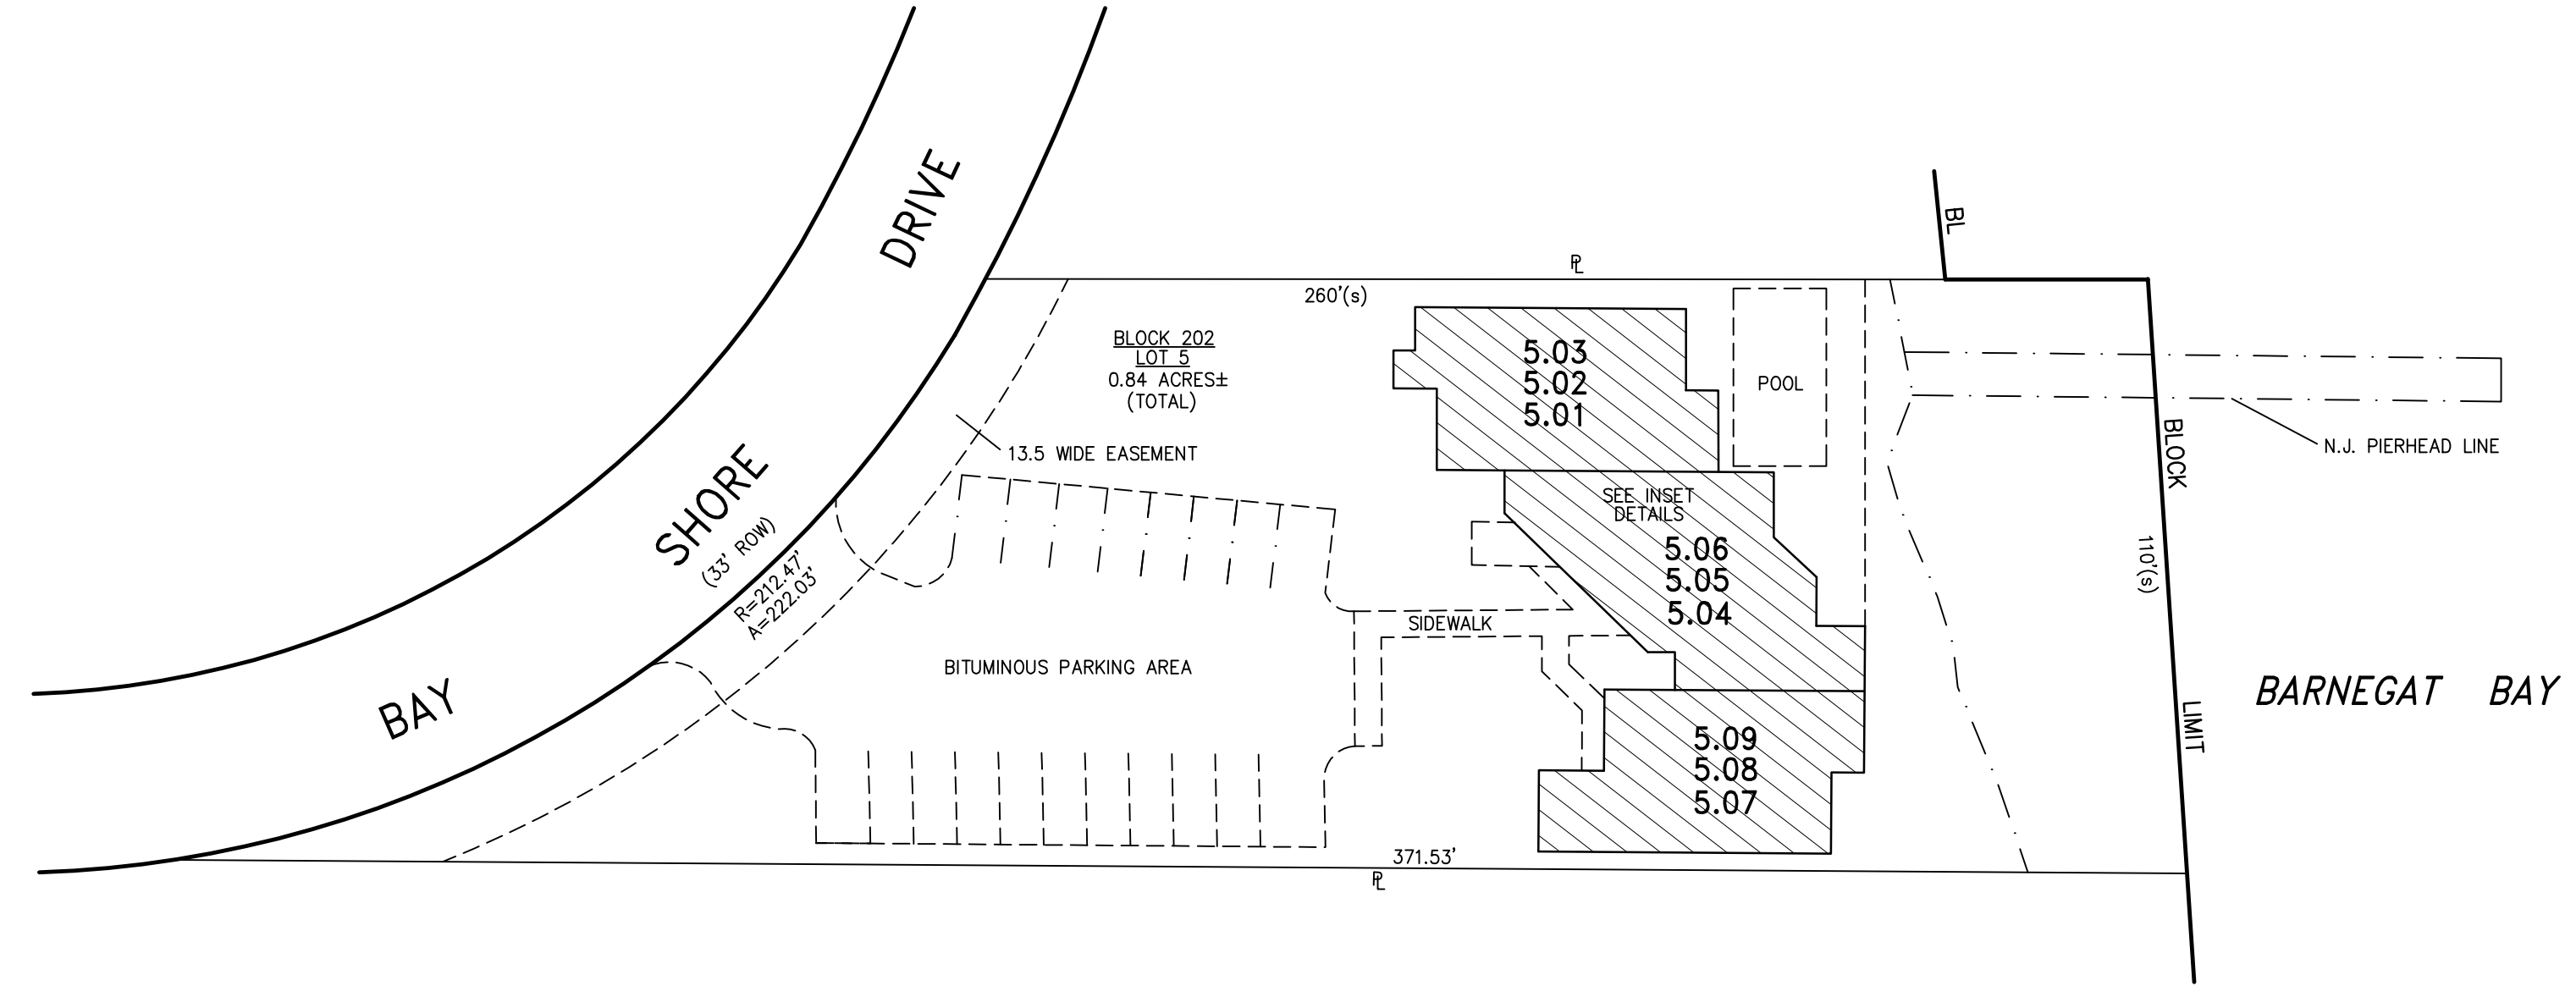 DRIVE
SHORE
(33' ROW)
BAY
R=212.47'
A=222.03'
BL
PL
260'(s)
BLOCK 202
LOT 5
0.84 ACRES±
(TOTAL)
13.5 WIDE EASEMENT
5.03
5.02
5.01
POOL
N.J. PIERHEAD LINE
BLOCK
LIMIT
110'(s)
SEE INSET
DETAILS
5.06
5.05
5.04
SIDEWALK
BITUMINOUS PARKING AREA
BARNEGAT BAY
5.09
5.08
5.07
371.53'
PL